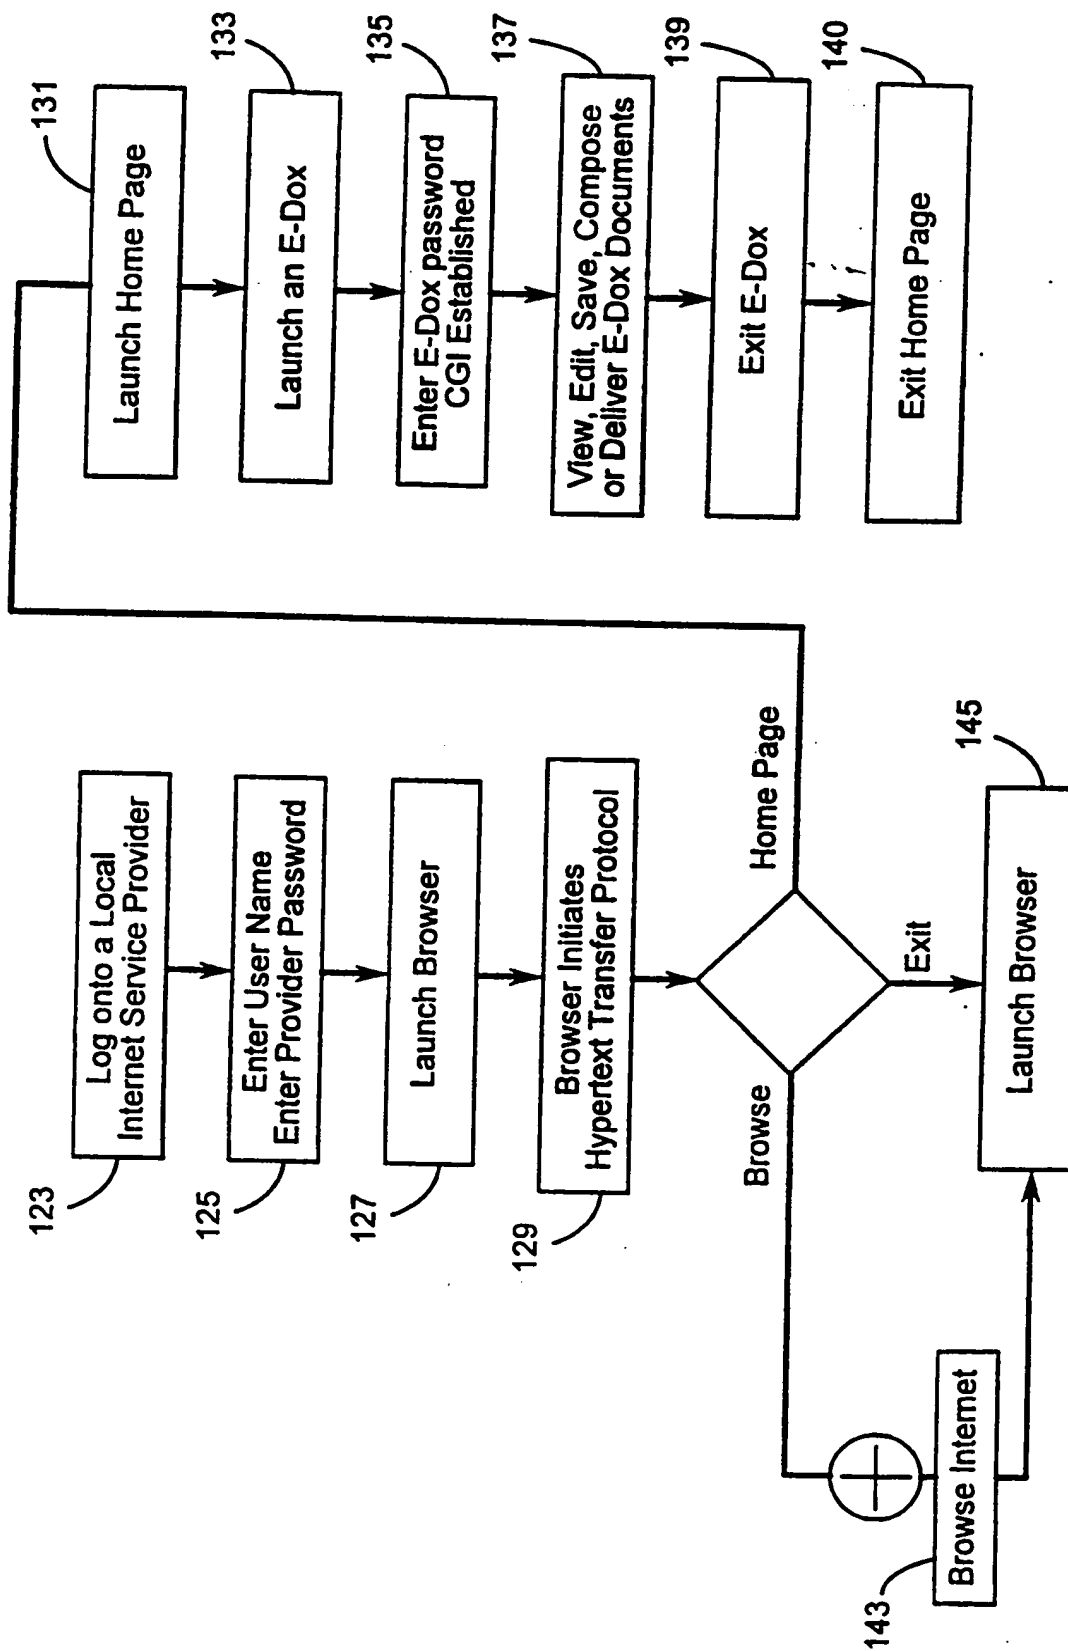 123
Log onto a Local
Internet Service Provider
125
Enter User Name
Enter Provider Password
127
Launch Browser
129
Browser Initiates
Hypertext Transfer Protocol
Browse
Home Page
Exit
143
Browse Internet
145
Launch Browser
131
Launch Home Page
133
Launch an E-Dox
135
Enter E-Dox password
CGI Established
137
View, Edit, Save, Compose
or Deliver E-Dox Documents
139
Exit E-Dox
140
Exit Home Page